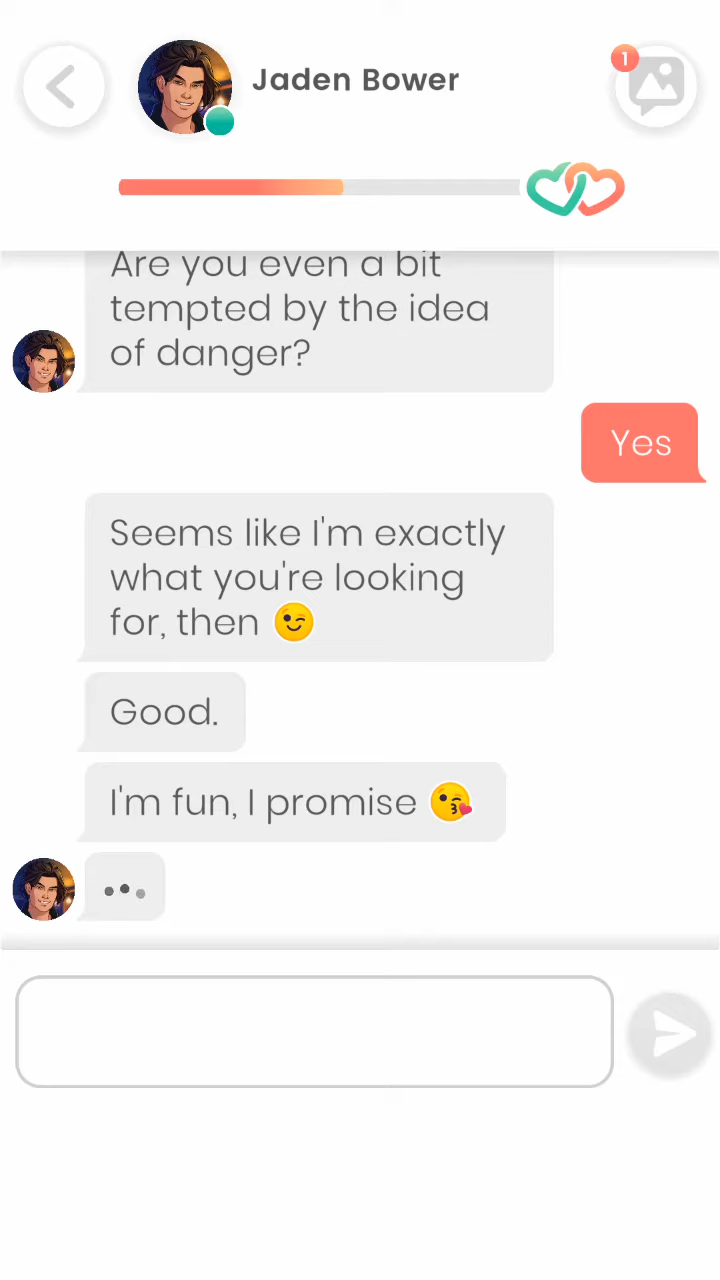 Jaden Bower
1
Are you even a bit
tempted by the idea
of danger?
Yes
Seems like I'm exactly
what you're looking
for, then 😉
Good.
I'm fun, I promise 😘